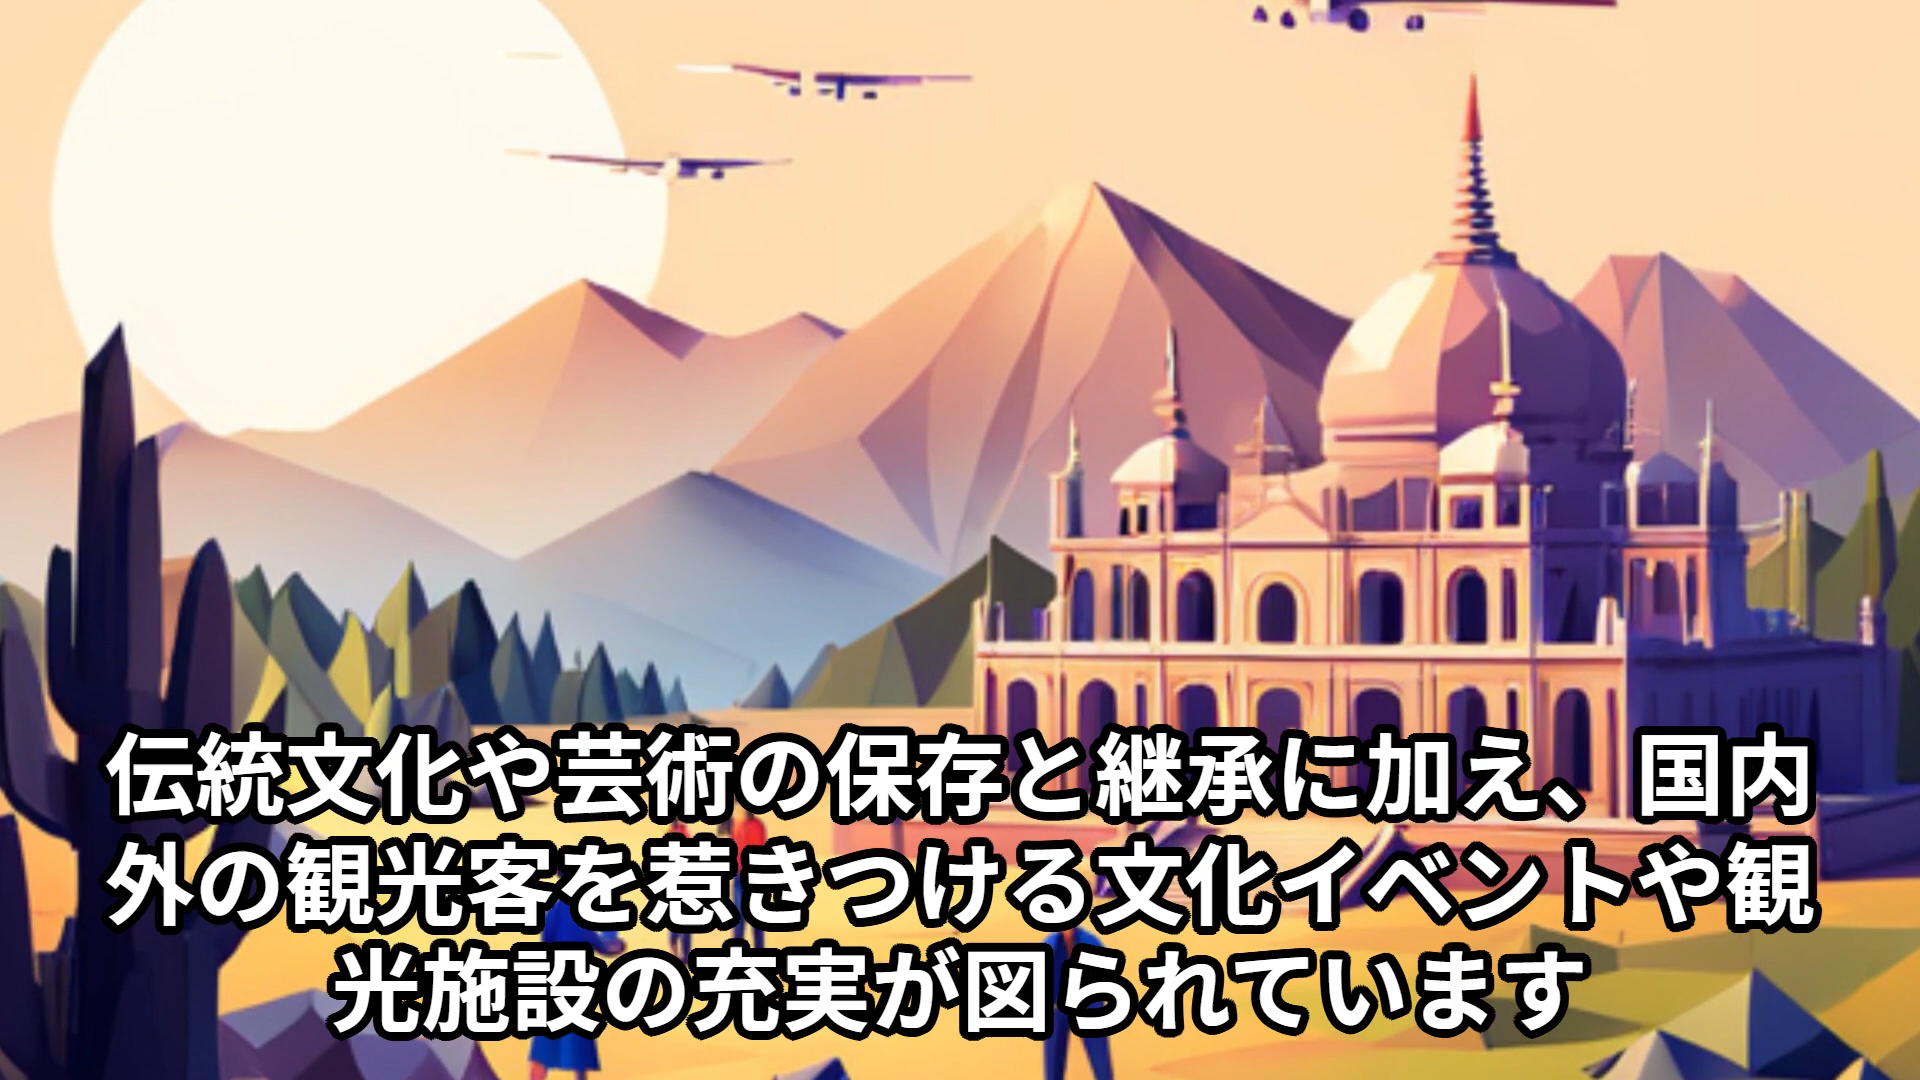 伝統文化や芸術の保存と継承に加え、国内
外の観光客を惹きつける文化イベントや観
光施設の充実が図られています